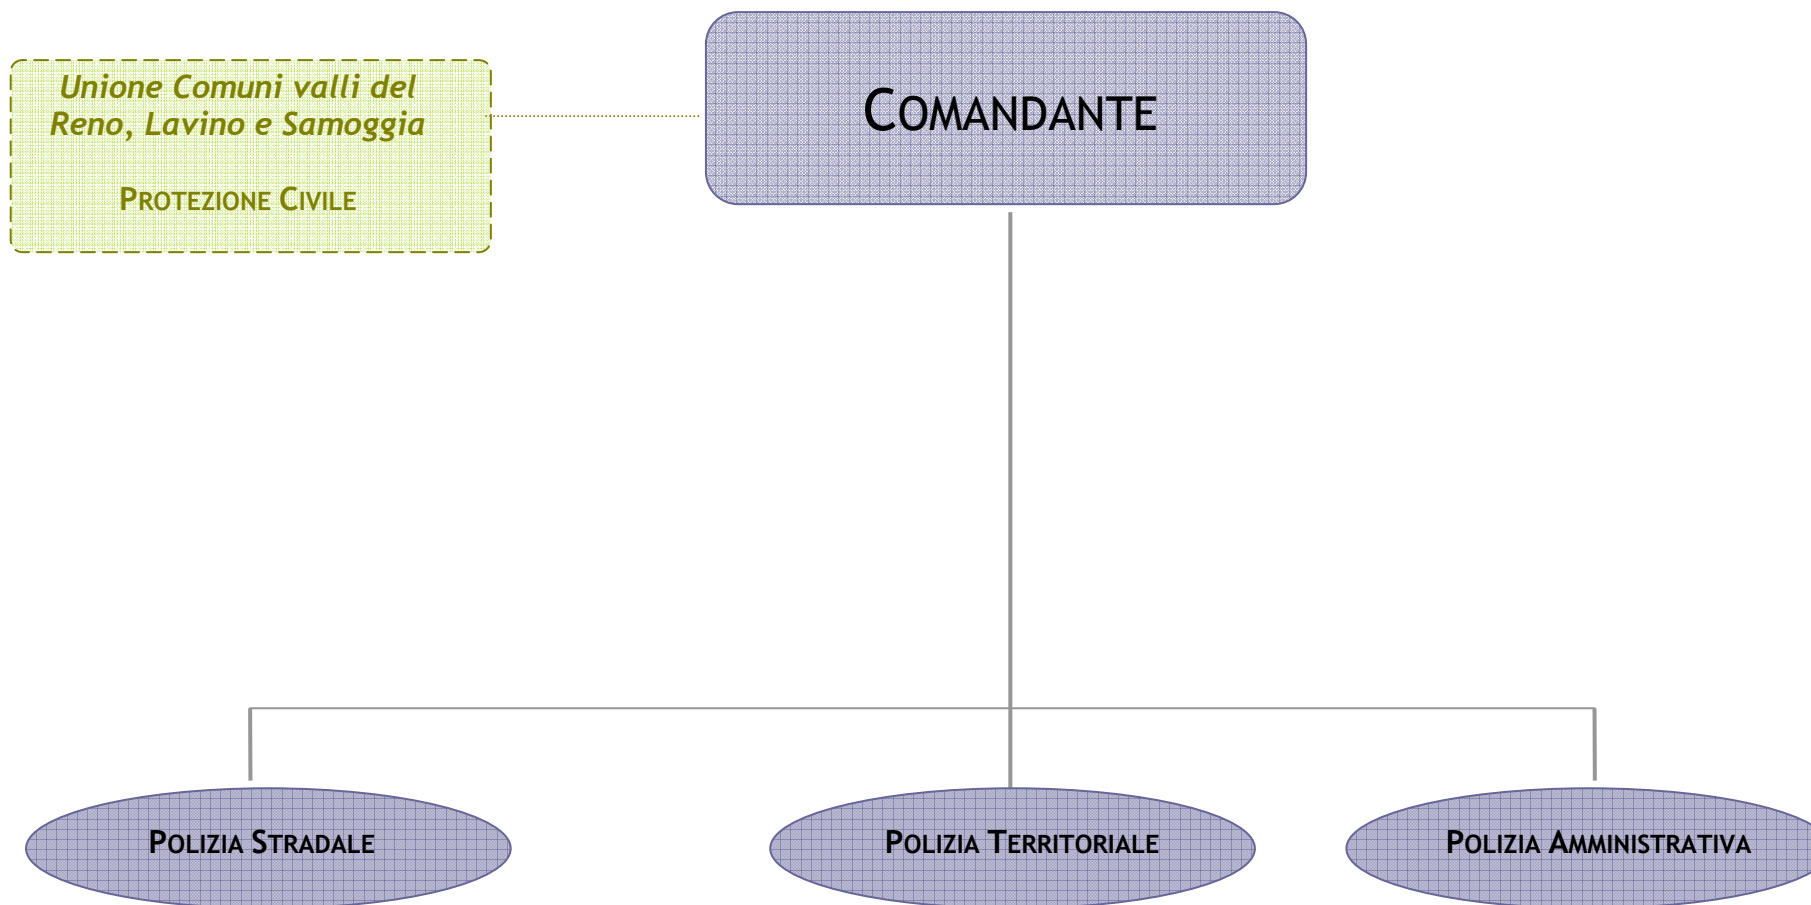 Unione Comuni valli del
Reno, Lavino e Samoggia
PROTEZIONE CIVILE
COMANDANTE
POLIZIA STRADALE
POLIZIA TERRITORIALE
POLIZIA AMMINISTRATIVA